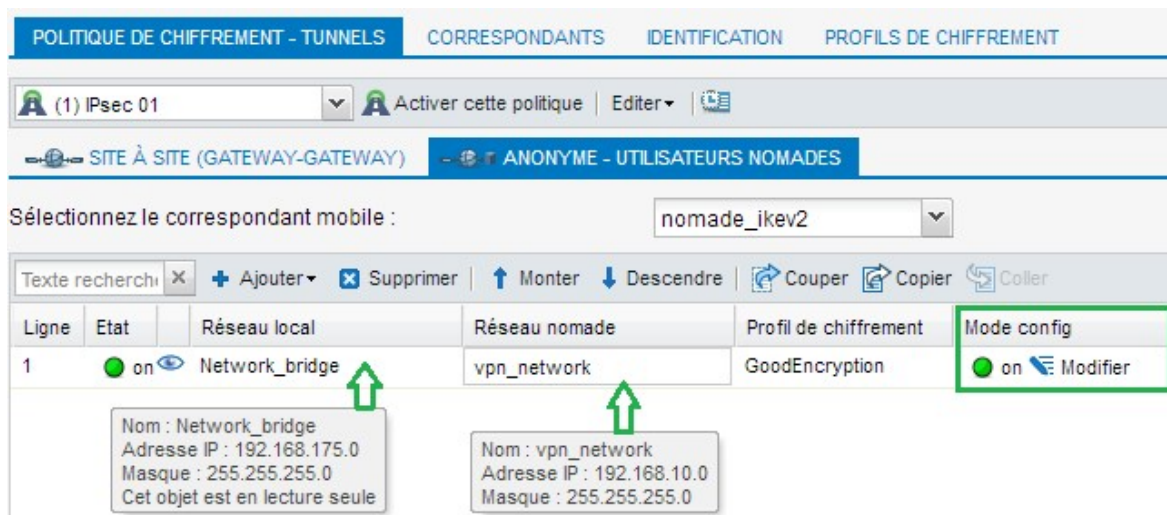 POLITIQUE DE CHIFFREMENT - TUNNELS CORRESPONDANTS IDENTIFICATION PROFILS DE CHIFFREMENT
(1) IPsec 01 Activer cette politique | Editer
SITE À SITE (GATEWAY-GATEWAY) ANONYME - UTILISATEURS NOMADES
Sélectionnez le correspondant mobile : nomade_ikev2
Texte recherch Ajouter Supprimer | Monter Descendre | Couper Copier Coller
Ligne Etat Réseau local Réseau nomade Profil de chiffrement Mode config
1 on Network_bridge vpn_network GoodEncryption on Modifier
Nom : Network_bridge
Adresse IP : 192.168.175.0
Masque : 255.255.255.0
Cet objet est en lecture seule
Nom : vpn_network
Adresse IP : 192.168.10.0
Masque : 255.255.255.0